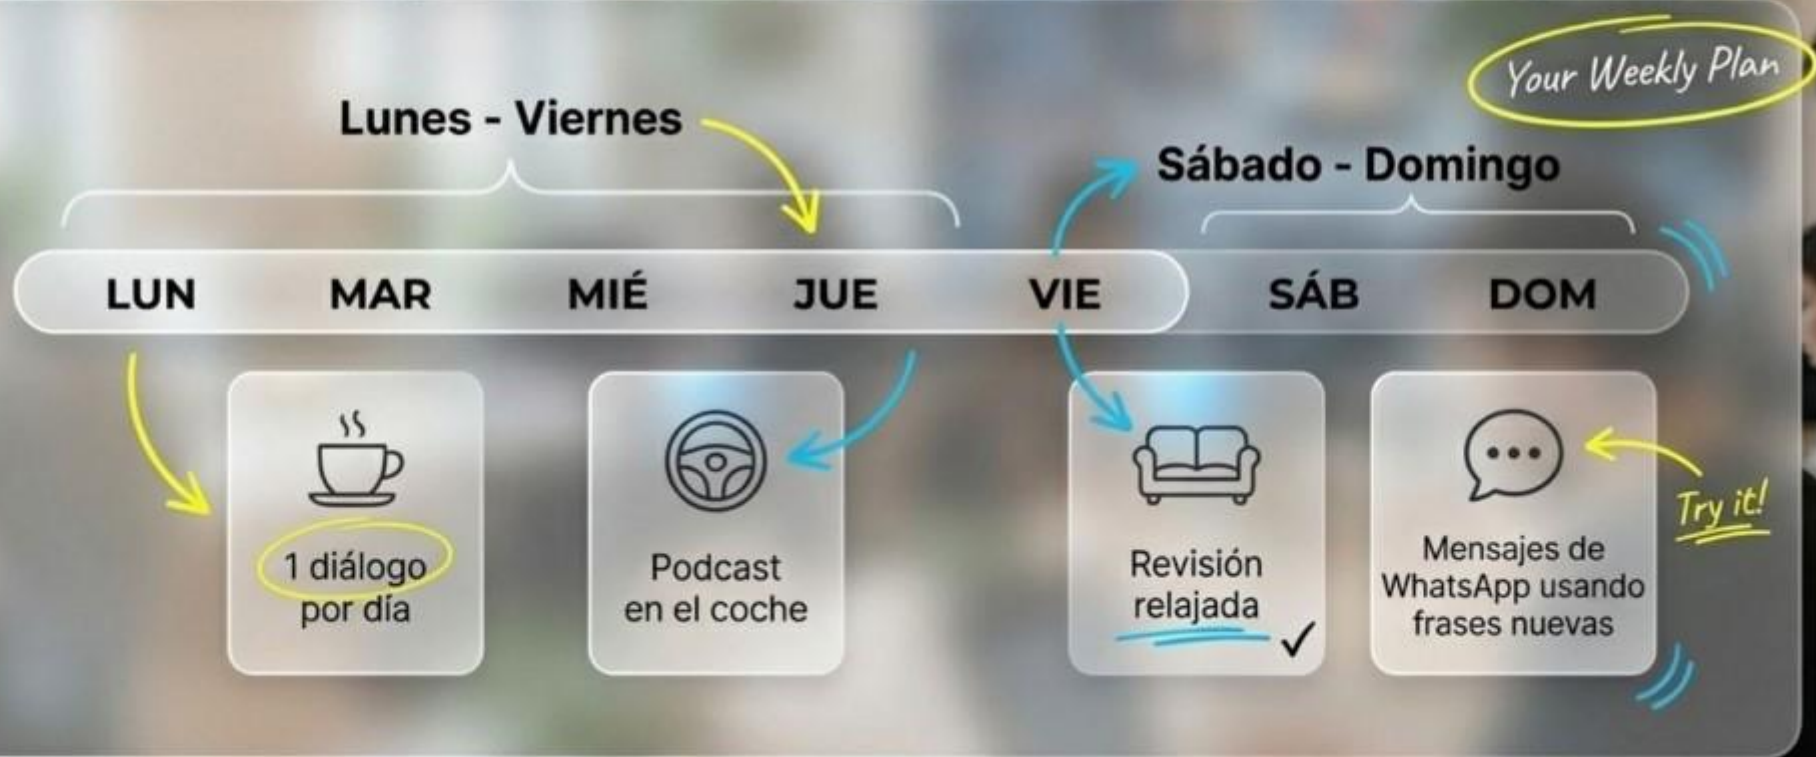 Your Weekly Plan
Lunes - Viernes
Sábado - Domingo
LUN MAR MIÉ JUE VIE SÁB DOM
1 diálogo
por día
Podcast
en el coche
Revisión
relajada
Mensajes de
WhatsApp usando
frases nuevas
Try it!